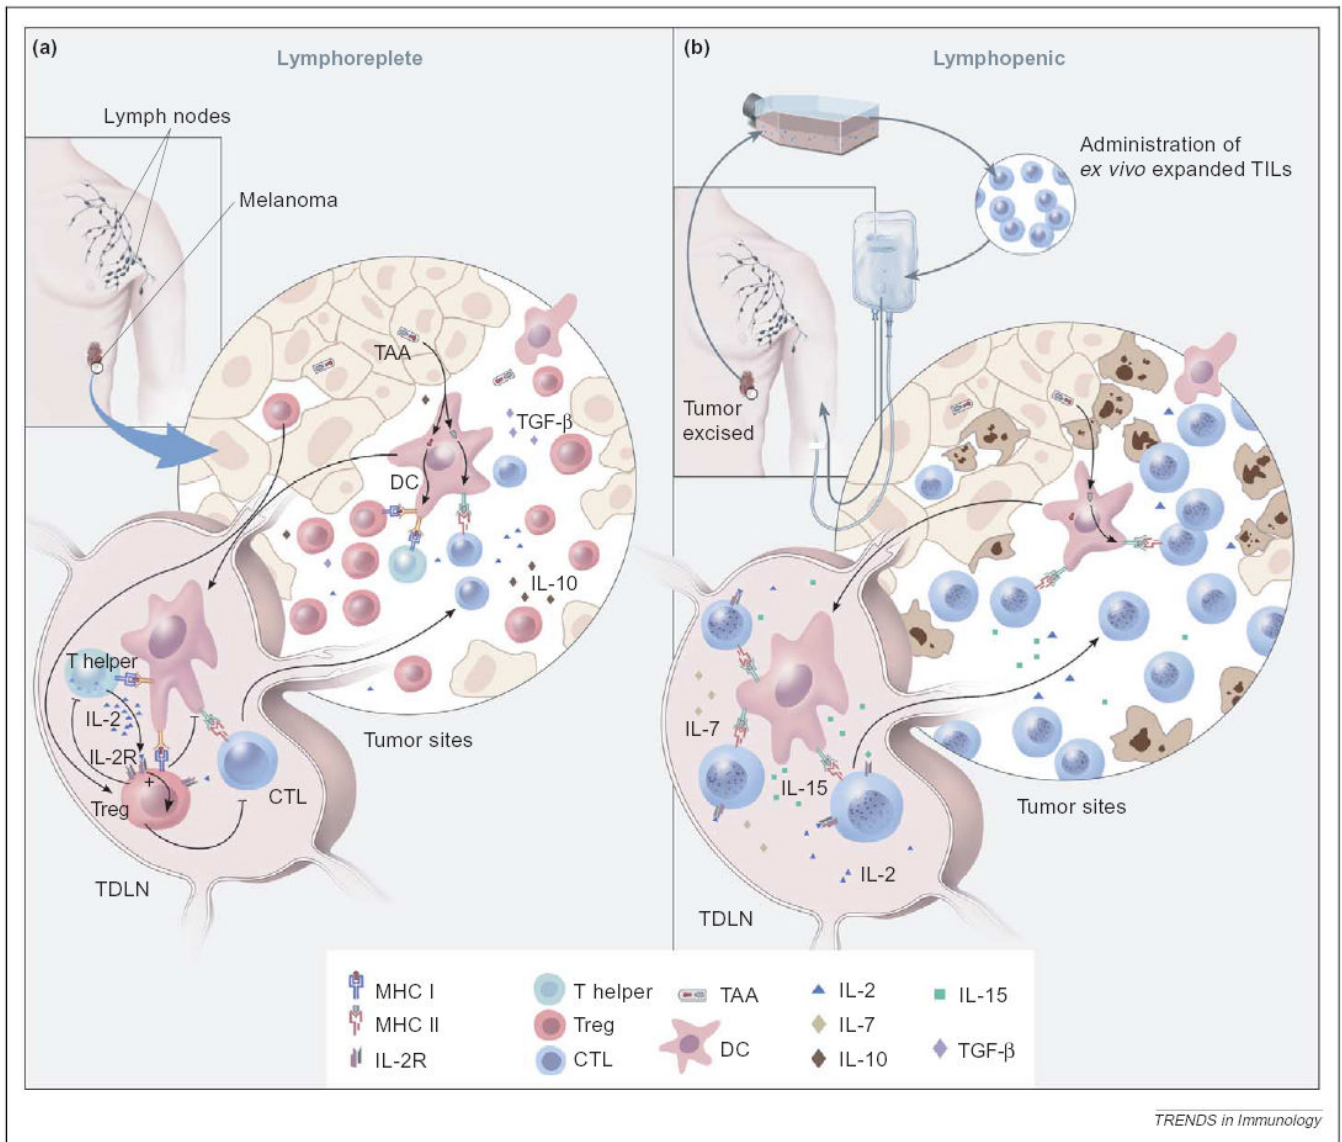 (a)
Lymphoreplete
Lymph nodes
Melanoma
TAA
TGF-β
DC
IL-10
T helper
IL-2
IL-2R
+
Treg
CTL
TDLN
Tumor sites
(b)
Lymphopenic
Administration of
ex vivo expanded TILs
Tumor
excised
IL-7
IL-15
IL-2
TDLN
Tumor sites
MHC I
MHC II
IL-2R
T helper
Treg
CTL
TAA
DC
IL-2
IL-7
IL-10
IL-15
TGF-β
TRENDS in Immunology